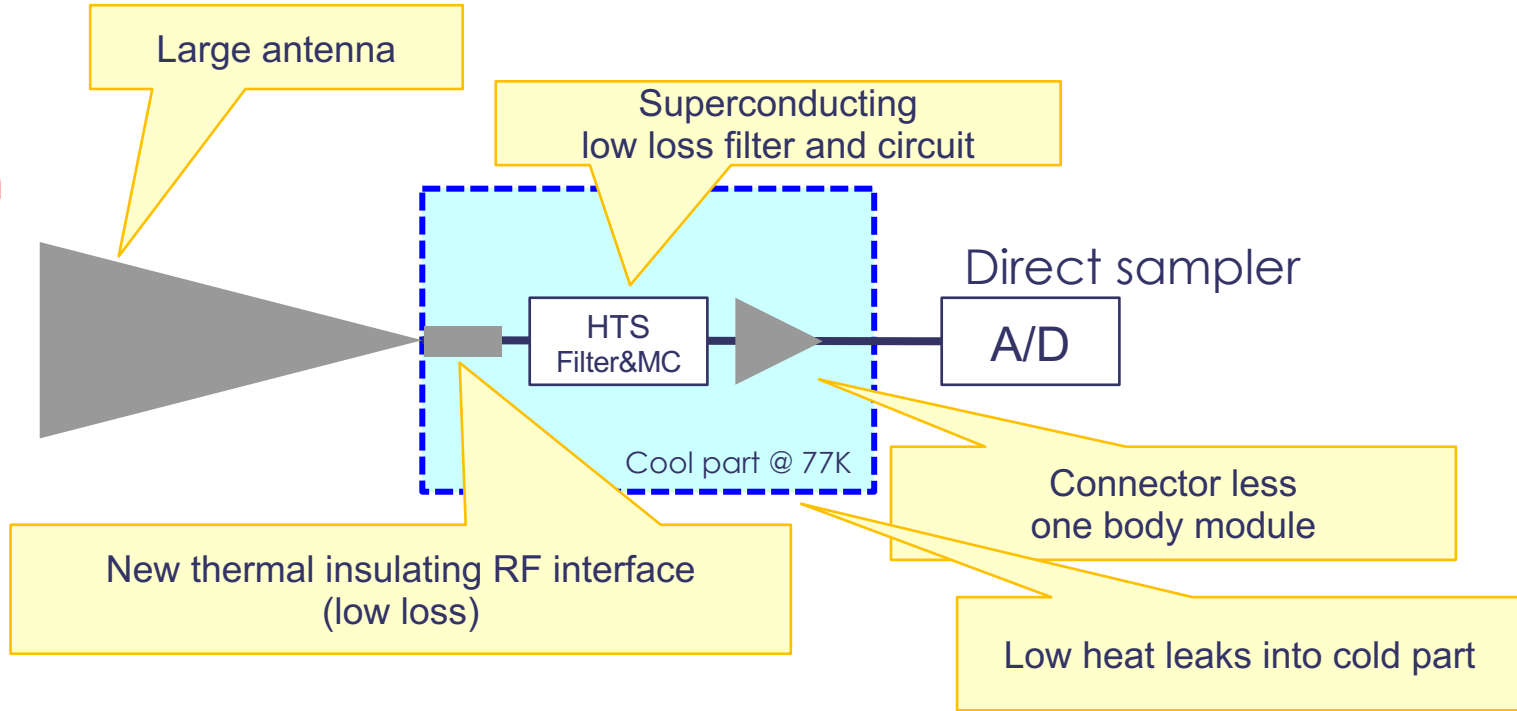 Large antenna
Superconducting
low loss filter and circuit
Direct sampler
HTS
Filter&MC
A/D
Cool part @ 77K
Connector less
one body module
New thermal insulating RF interface
(low loss)
Low heat leaks into cold part